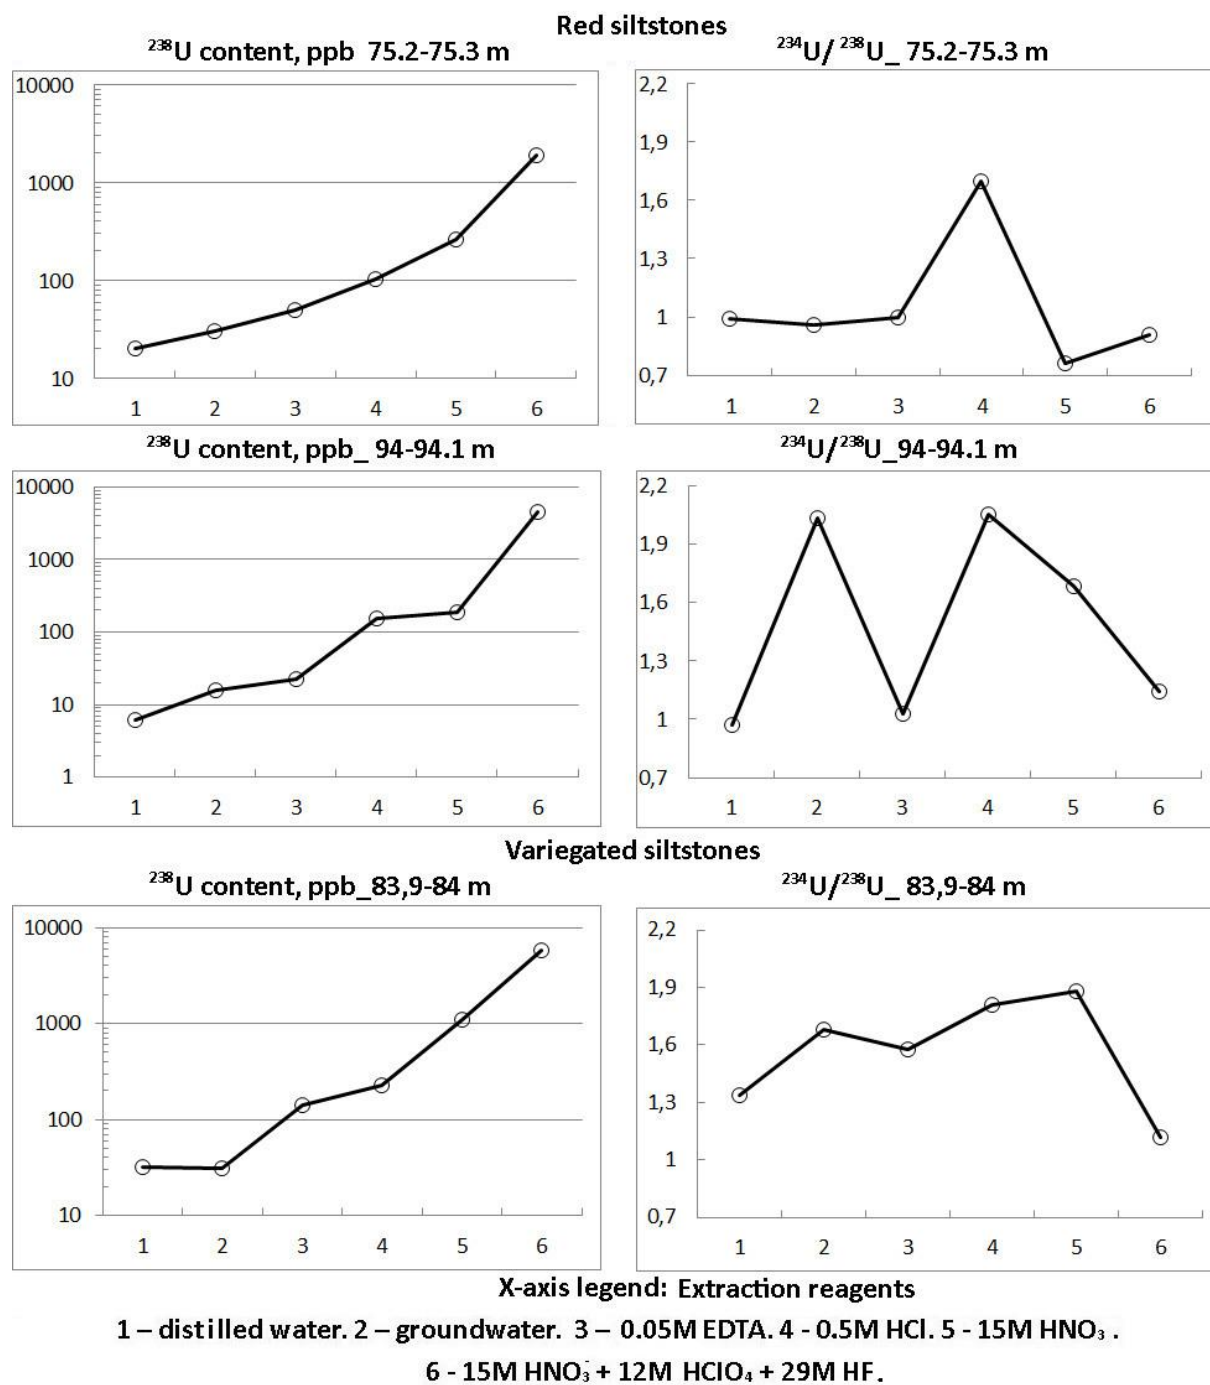 Red siltstones
²³⁸U content, ppb 75.2-75.3 m
²³⁴U/ ²³⁸U_ 75.2-75.3 m
10000
1000
100
10
1 2 3 4 5 6
2,2
1,9
1,6
1,3
1
0,7
1 2 3 4 5 6
²³⁸U content, ppb_ 94-94.1 m
²³⁴U/²³⁸U_94-94.1 m
10000
1000
100
10
1
1 2 3 4 5 6
2,2
1,9
1,6
1,3
1
0,7
1 2 3 4 5 6
Variegated siltstones
²³⁸U content, ppb_83,9-84 m
²³⁴U/²³⁸U_ 83,9-84 m
10000
1000
100
10
1 2 3 4 5 6
2,2
1,9
1,6
1,3
1
0,7
1 2 3 4 5 6
X-axis legend: Extraction reagents
1 – distilled water. 2 – groundwater. 3 – 0.05M EDTA. 4 - 0.5M HCl. 5 - 15M HNO₃ .
6 - 15M HNO₃ + 12M HClO₄ + 29M HF.